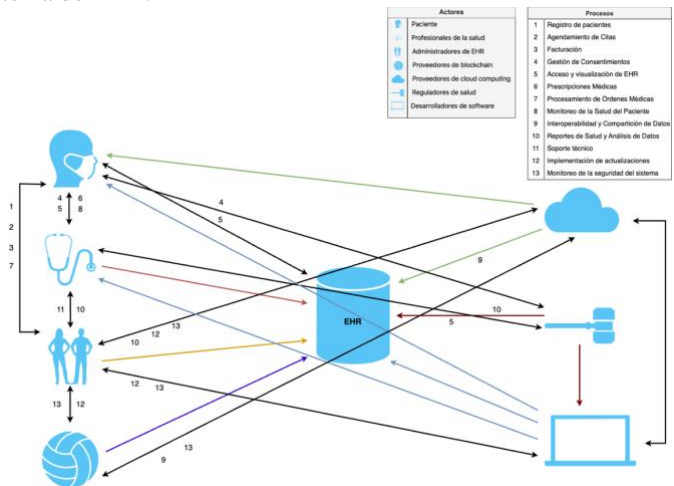 Actores
Paciente
Profesionales de la salud
Administradores de EHR
Proveedores de blockchain
Proveedores de cloud computing
Reguladores de salud
Desarrolladores de software
Procesos
1 Registro de pacientes
2 Agendamiento de Citas
3 Facturación
4 Gestión de Consentimientos
5 Acceso y visualización de EHR
6 Prescripciones Médicas
7 Procesamiento de Ordenes Médicas
8 Monitoreo de la Salud del Paciente
9 Interoperabilidad y Compartición de Datos
10 Reportes de Salud y Análisis de Datos
11 Soporte técnico
12 Implementación de actualizaciones
13 Monitoreo de la seguridad del sistema
4 6
5 8
1
2
3
7
4
5
9
11 10
10 12 13
EHR
10
5
12 13
13 12
13
9